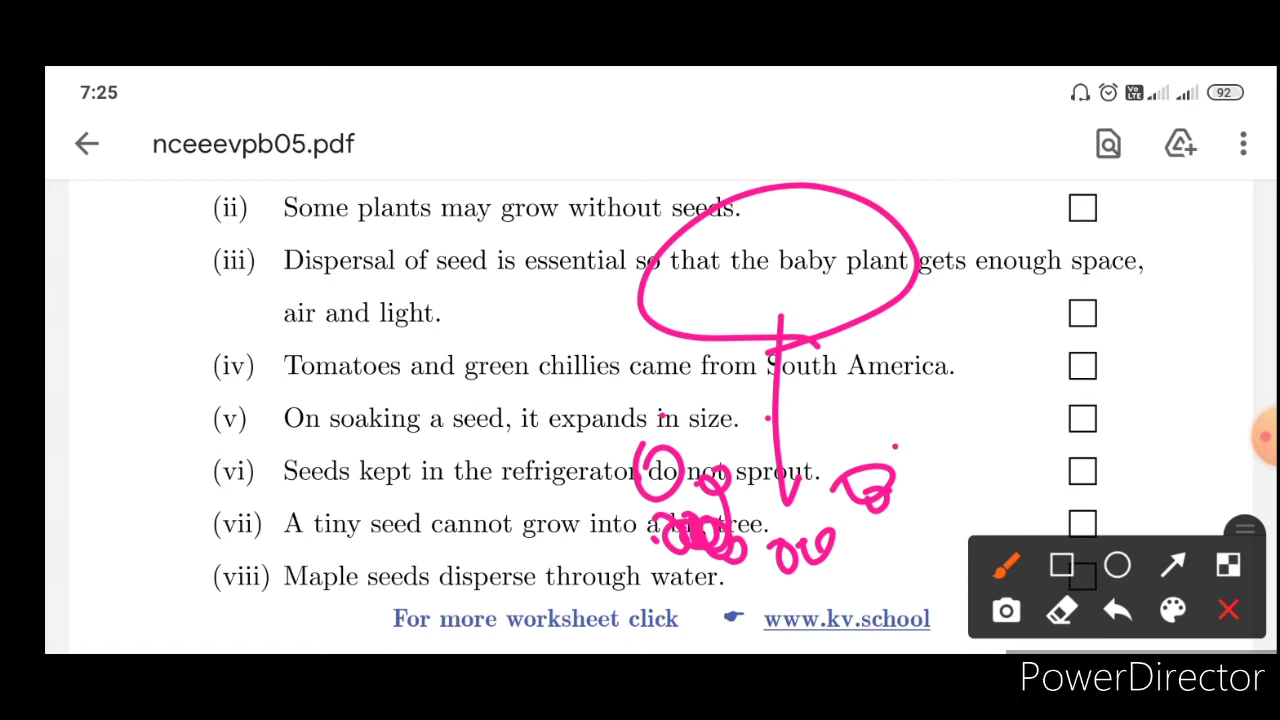 7:25
Vo LTE
92
nceeevpb05.pdf
(ii) Some plants may grow without seeds.
(iii) Dispersal of seed is essential so that the baby plant gets enough space,
air and light.
(iv) Tomatoes and green chillies came from South America.
(v) On soaking a seed, it expands in size.
(vi) Seeds kept in the refrigerator do not sprout.
(vii) A tiny seed cannot grow into a big tree.
(viii) Maple seeds disperse through water.
For more worksheet click ☛ www.kv.school
PowerDirector